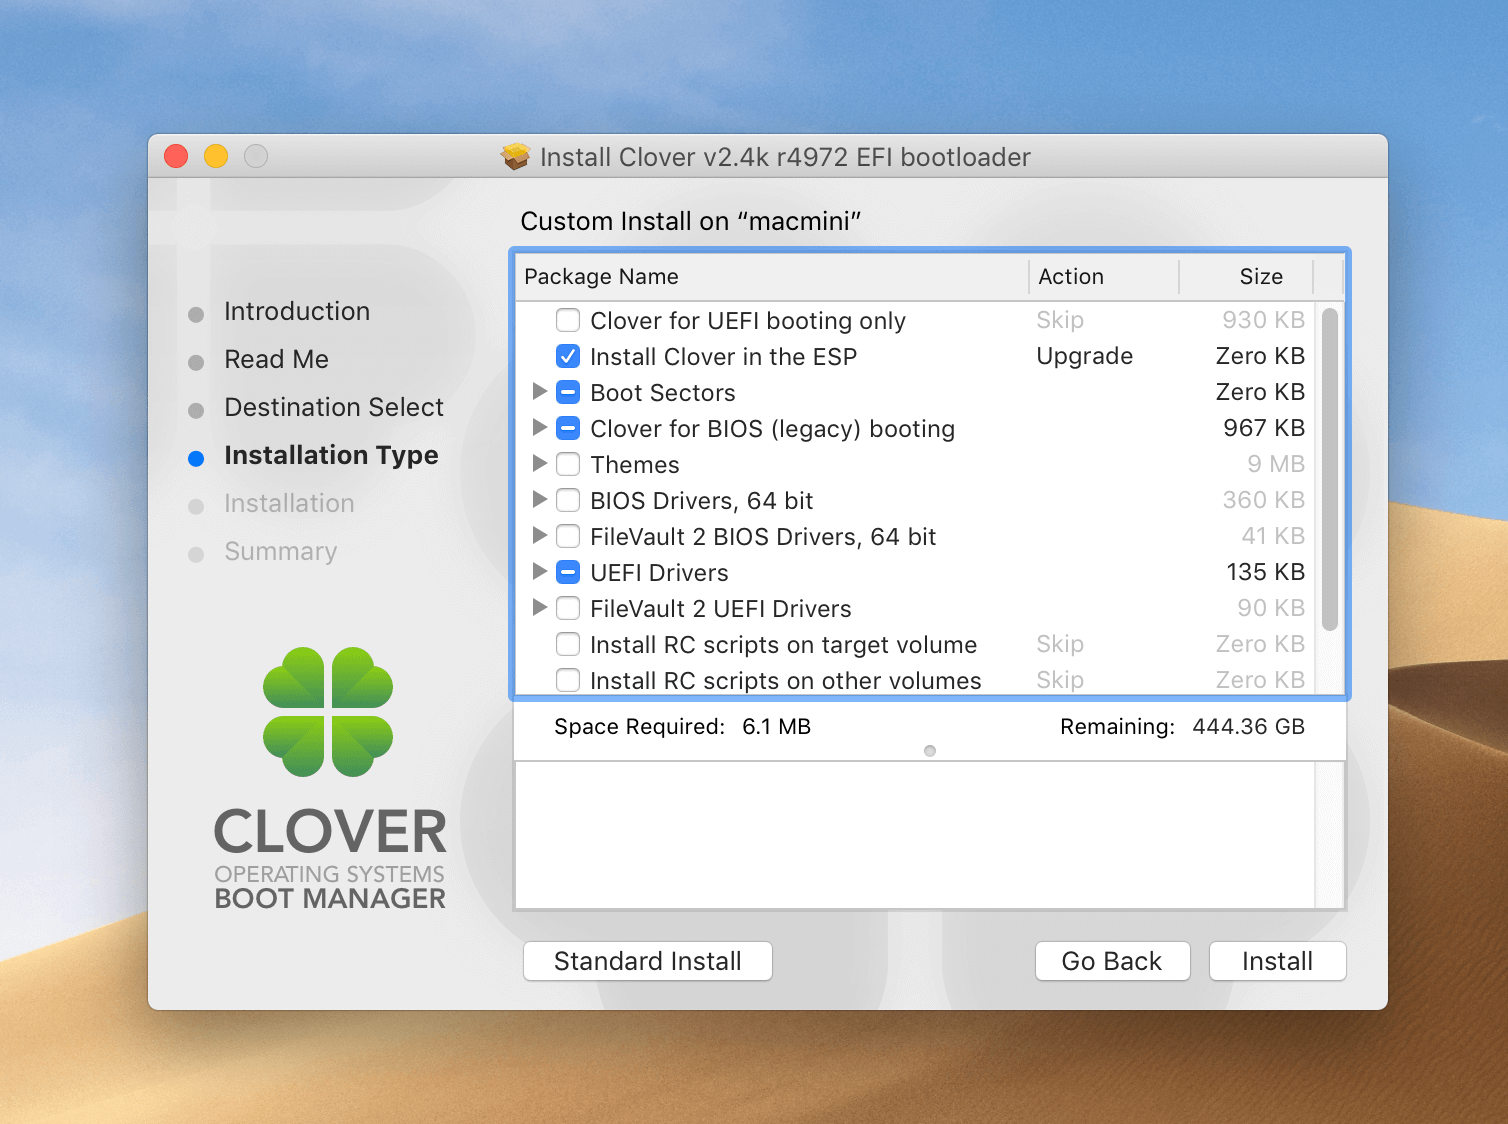 Install Clover v2.4k r4972 EFI bootloader
Custom Install on “macmini”
Introduction
Read Me
Destination Select
Installation Type
Installation
Summary
CLOVER
OPERATING SYSTEMS
BOOT MANAGER
Package Name Action Size
Clover for UEFI booting only Skip 930 KB
Install Clover in the ESP Upgrade Zero KB
Boot Sectors Zero KB
Clover for BIOS (legacy) booting 967 KB
Themes 9 MB
BIOS Drivers, 64 bit 360 KB
FileVault 2 BIOS Drivers, 64 bit 41 KB
UEFI Drivers 135 KB
FileVault 2 UEFI Drivers 90 KB
Install RC scripts on target volume Skip Zero KB
Install RC scripts on other volumes Skip Zero KB
Space Required: 6.1 MB Remaining: 444.36 GB
Standard Install Go Back Install